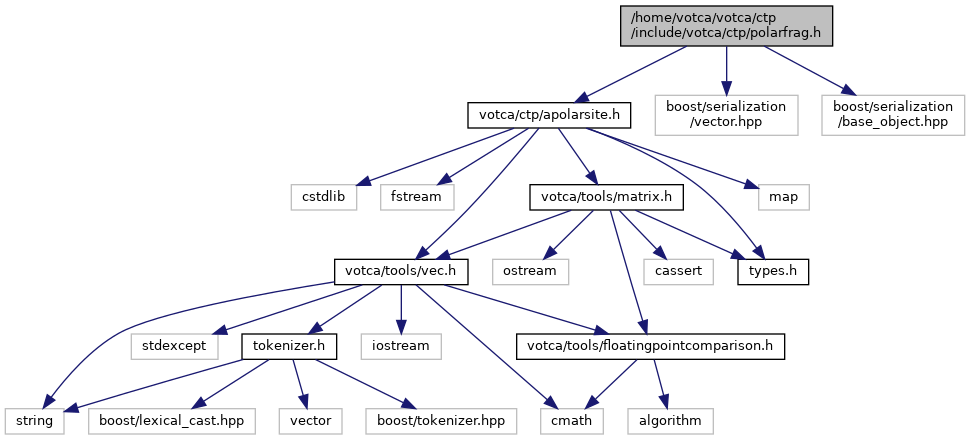 /home/votca/votca/ctp
/include/votca/ctp/polarfrag.h
votca/ctp/apolarsite.h
boost/serialization
/vector.hpp
boost/serialization
/base_object.hpp
cstdlib
fstream
votca/tools/matrix.h
map
votca/tools/vec.h
ostream
cassert
types.h
stdexcept
tokenizer.h
iostream
votca/tools/floatingpointcomparison.h
string
boost/lexical_cast.hpp
vector
boost/tokenizer.hpp
cmath
algorithm